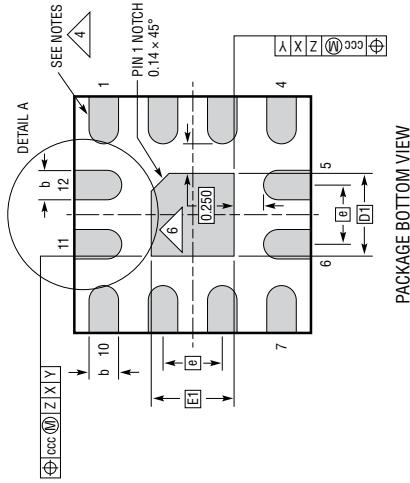 DETAIL A
SEE NOTES
4
PIN 1 NOTCH
0.14 × 45°
⌖ ccc Ⓜ Z X Y
b
11
12
1
b
10
6
0.250
e
E1
7
6
5
4
e
D1
⌖ ccc Ⓜ Z X Y
PACKAGE BOTTOM VIEW